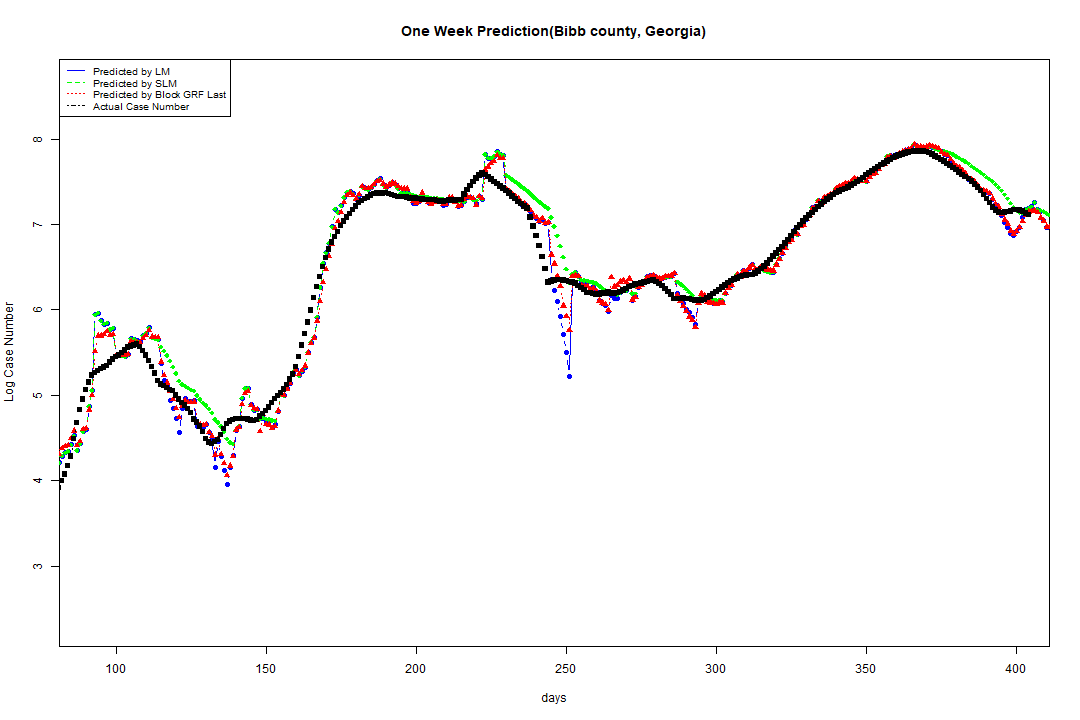 One Week Prediction(Bibb county, Georgia)
Predicted by LM
Predicted by SLM
Predicted by Block GRF Last
Actual Case Number
8
7
6
5
4
3
Log Case Number
100 150 200 250 300 350 400
days